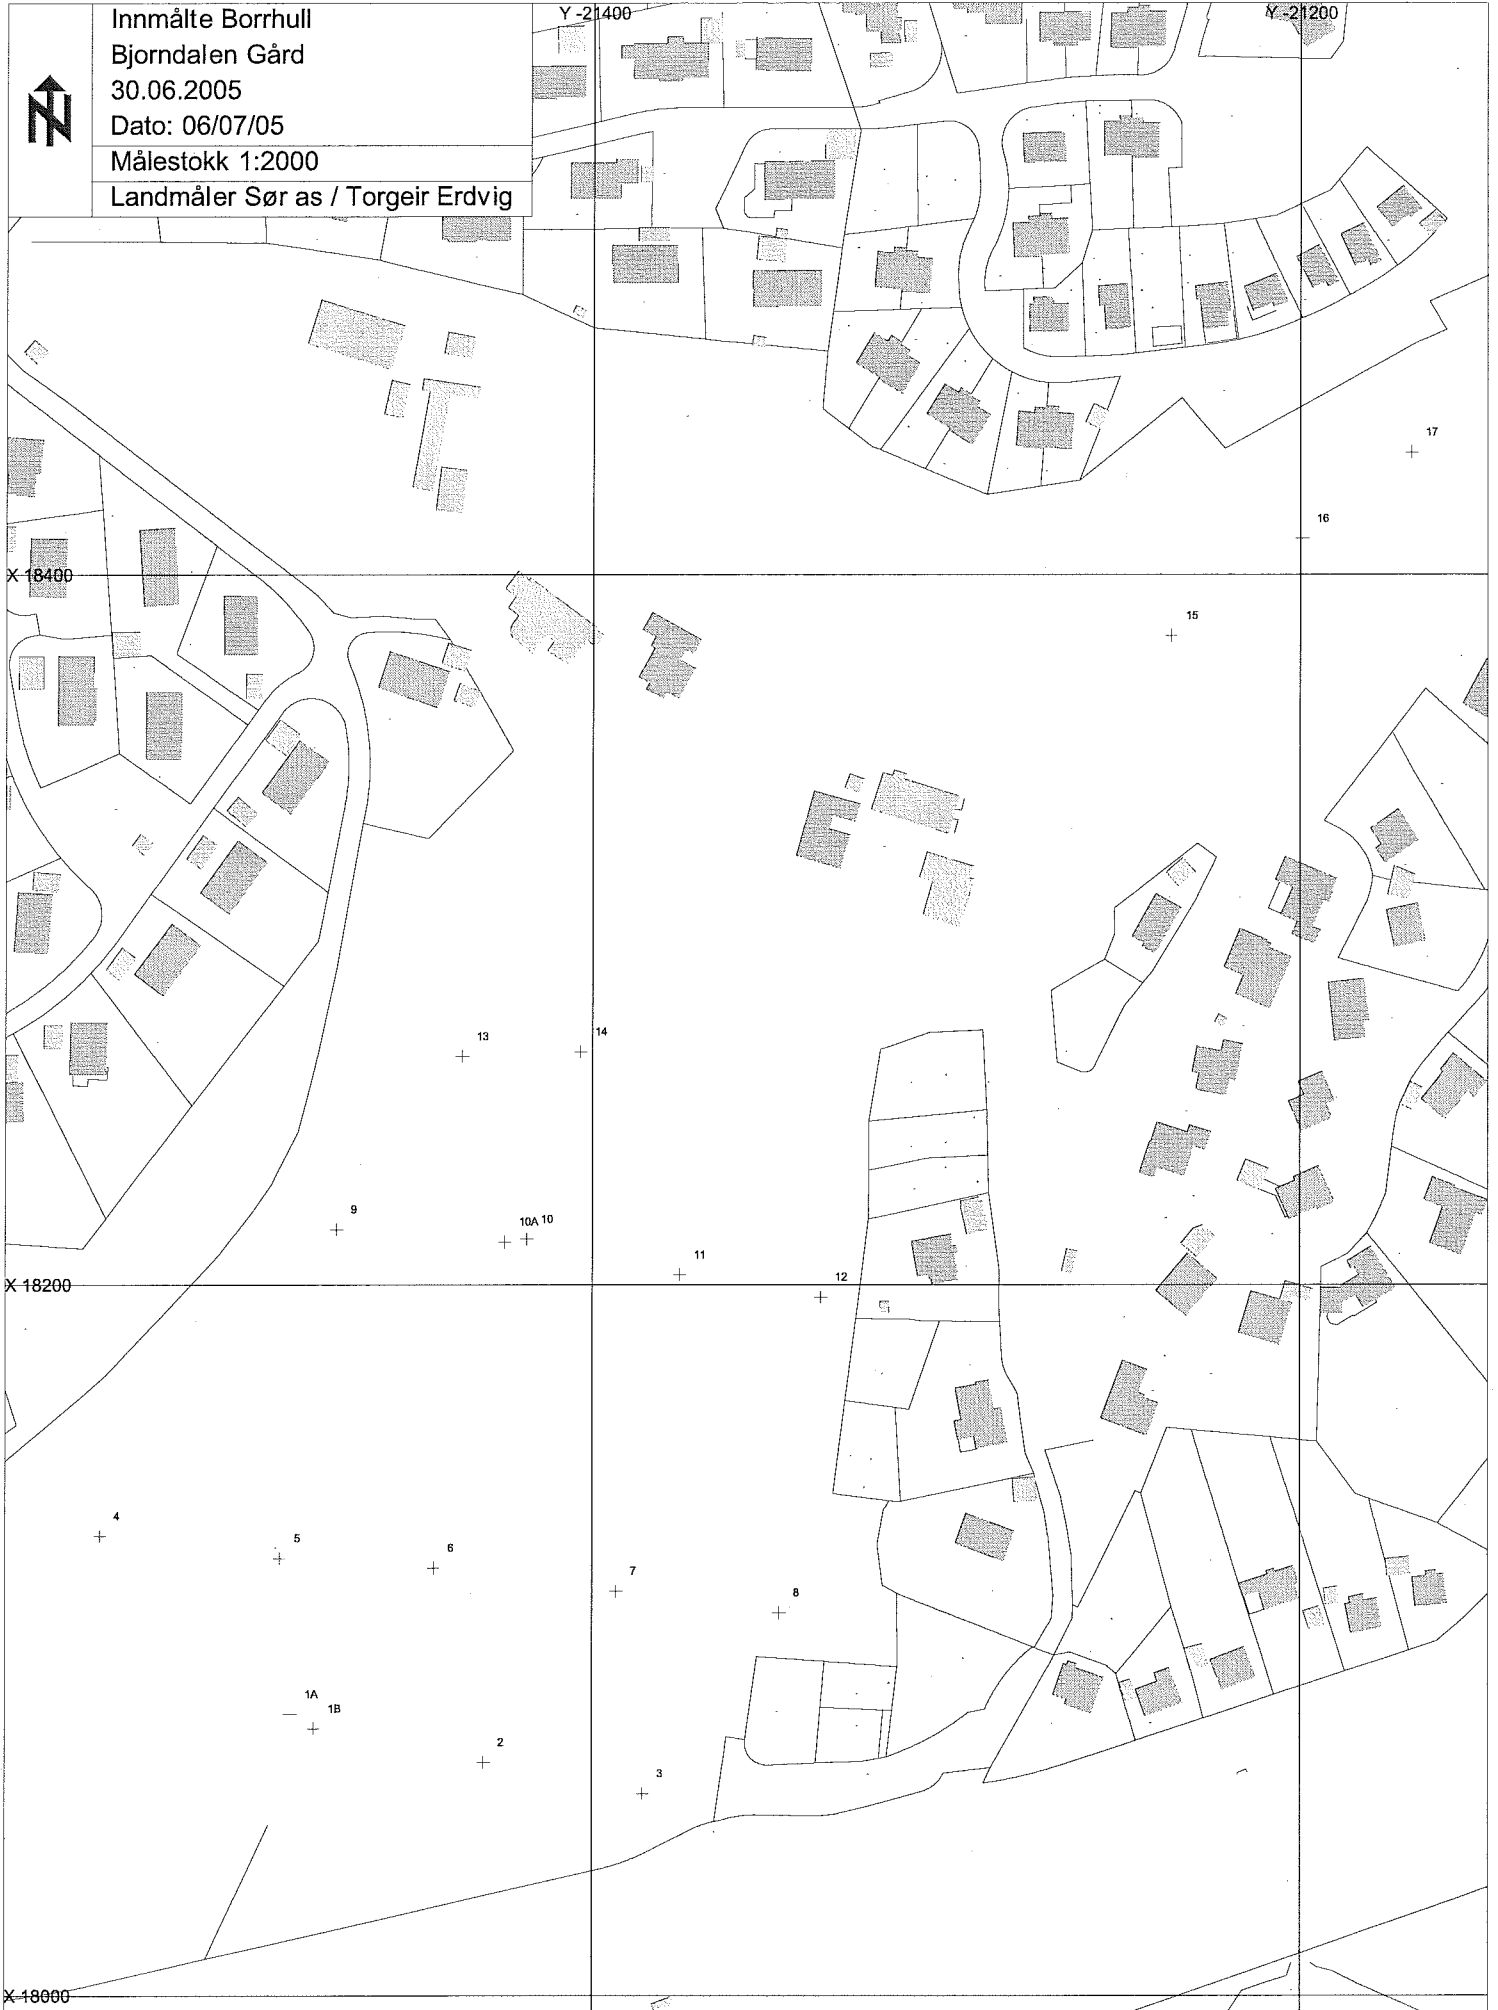 Innmålte Borrhull
Bjorndalen Gård
30.06.2005
Dato: 06/07/05
Målestokk 1:2000
Landmåler Sør as / Torgeir Erdvig
N
Y -21400
Y -21200
17
16
X 18400
15
13
14
9
10A 10
11
X 18200
12
4
5
6
7
8
1A
1B
2
3
X 18000